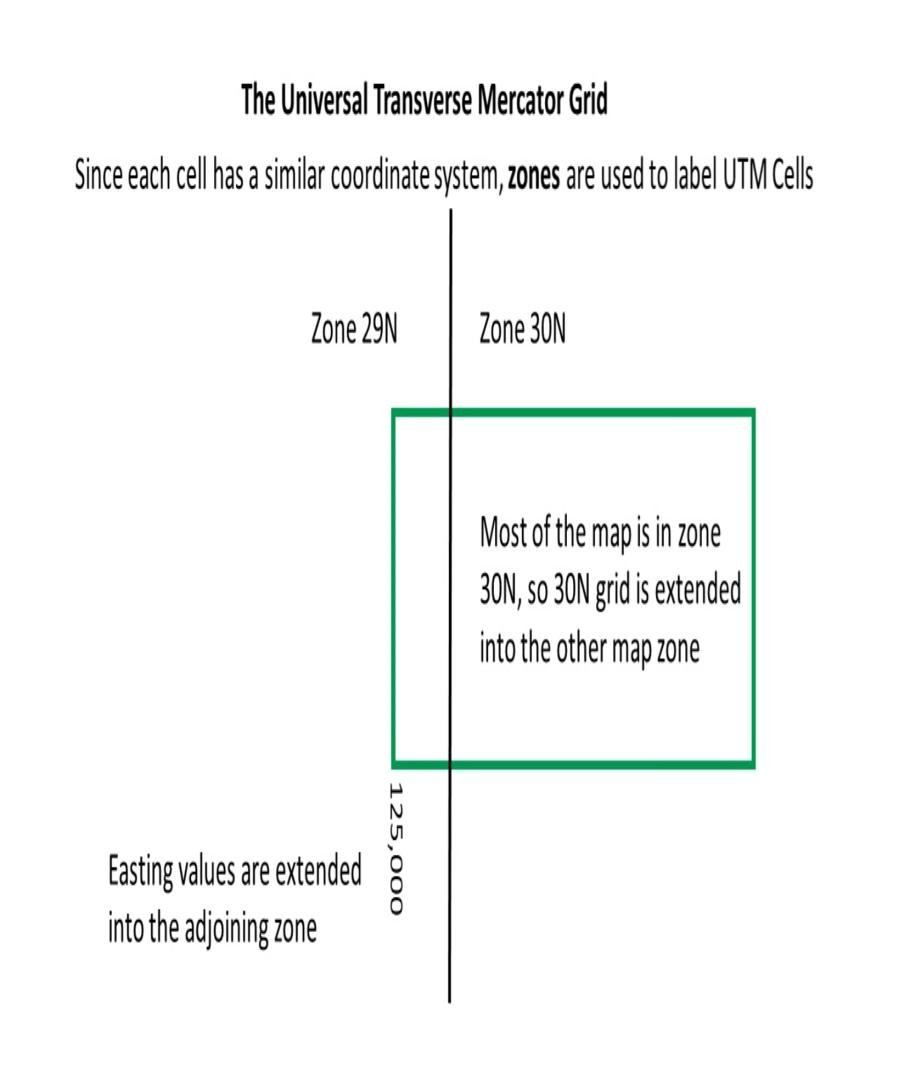 The Universal Transverse Mercator Grid
Since each cell has a similar coordinate system, zones are used to label UTM Cells
Zone 29N
Zone 30N
Most of the map is in zone
30N, so 30N grid is extended
into the other map zone
125,000
Easting values are extended
into the adjoining zone